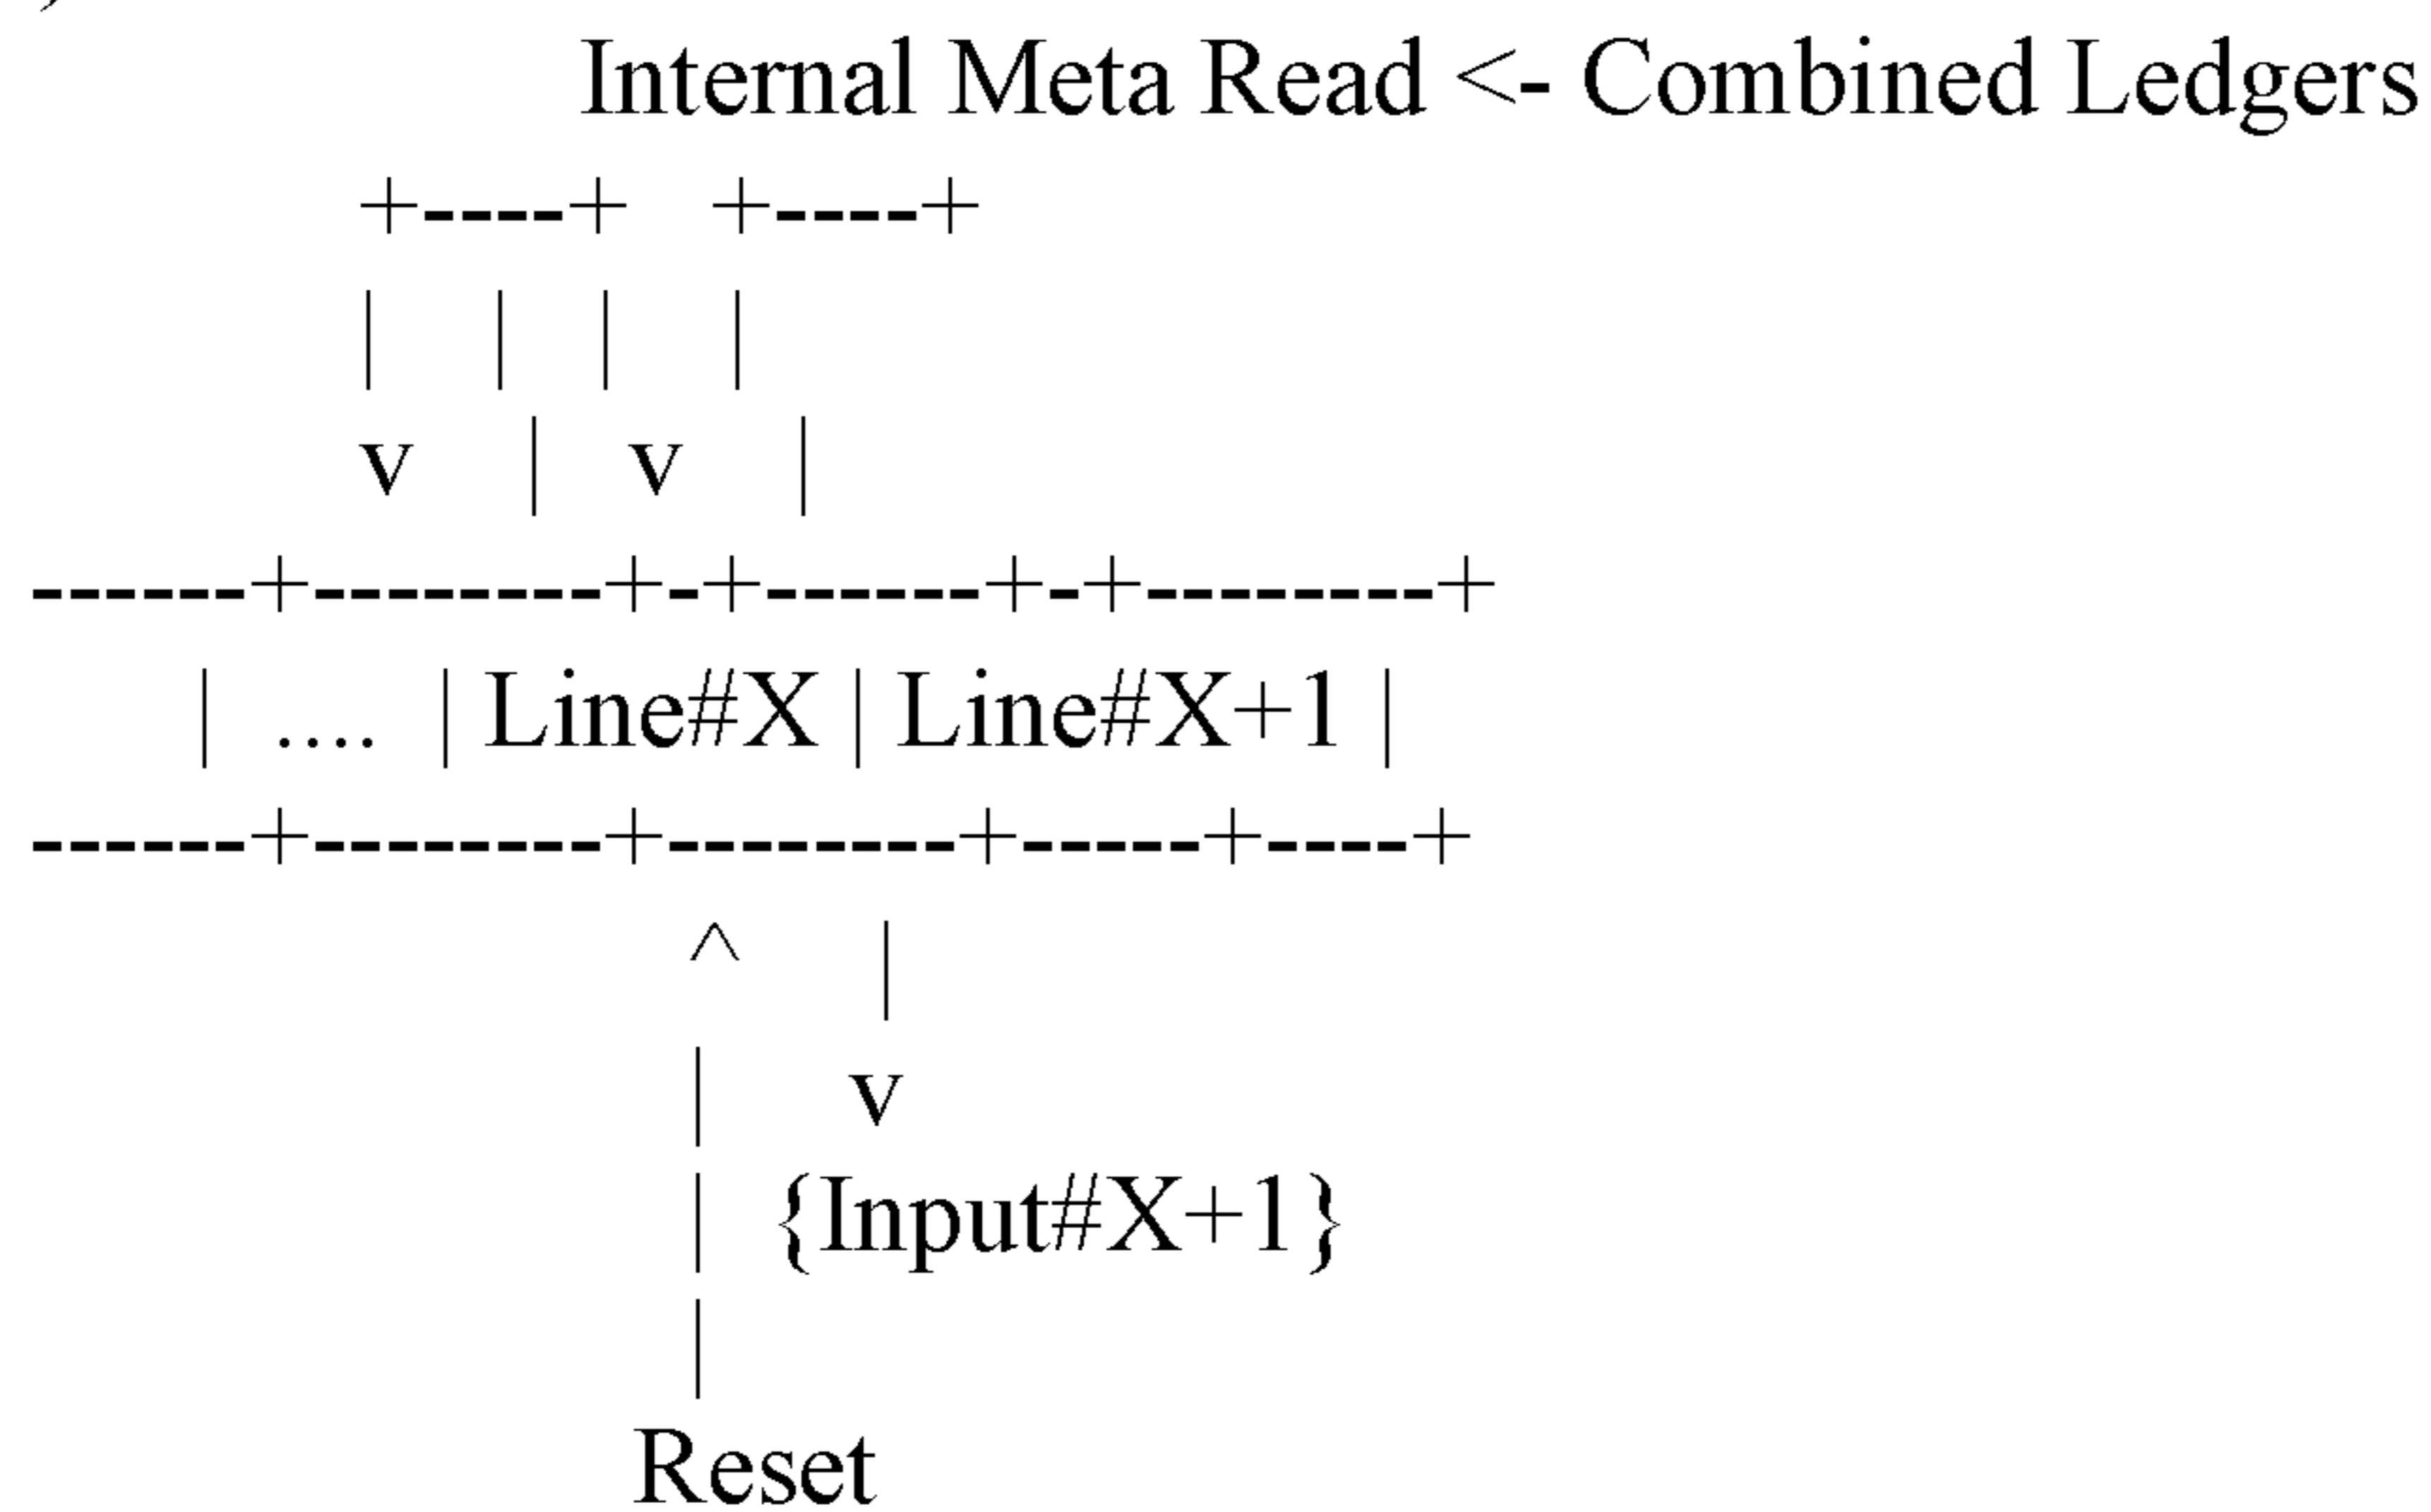 Internal Meta Read <- Combined Ledgers
+----+ +----+
| | | |
v | v |
------+--------+-+------+-+--------+
| .... | Line#X | Line#X+1 |
------+--------+--------+-----+----+
^ |
| v
| {Input#X+1}
|
Reset